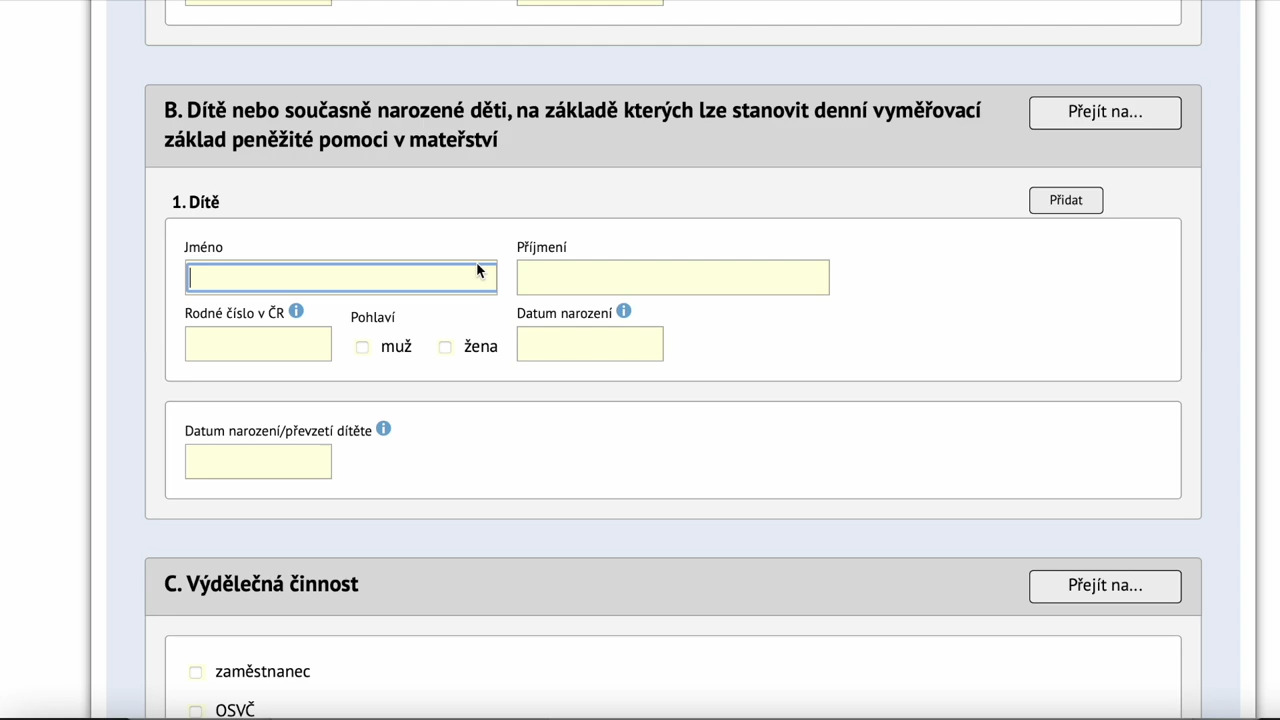 B. Dítě nebo současně narozené děti, na základě kterých lze stanovit denní vyměřovací
základ peněžité pomoci v mateřství
Přejít na...
1. Dítě
Přidat
Jméno
Příjmení
Rodné číslo v ČR
Pohlaví
muž
žena
Datum narození
Datum narození/převzetí dítěte
C. Výdělečná činnost
Přejít na...
zaměstnanec
OSVČ